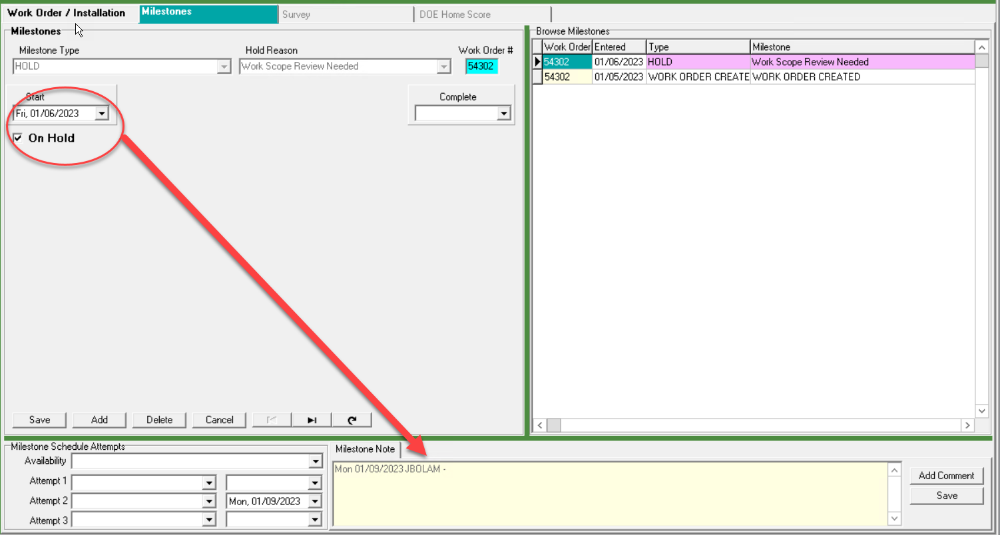 Work Order / Installation
Milestones
Survey
DOE Home Score
Milestones
Milestone Type
Hold Reason
Work Order #
HOLD
Work Scope Review Needed
54302
Start
Complete
Fri, 01/06/2023
On Hold
Save
Add
Delete
Cancel
Browse Milestones
Work Order Entered Type Milestone
54302 01/06/2023 HOLD Work Scope Review Needed
54302 01/05/2023 WORK ORDER CREATE WORK ORDER CREATED
Milestone Schedule Attempts
Availability
Attempt 1
Attempt 2 Mon, 01/09/2023
Attempt 3
Milestone Note
Mon 01/09/2023 JBOLAM -
Add Comment
Save